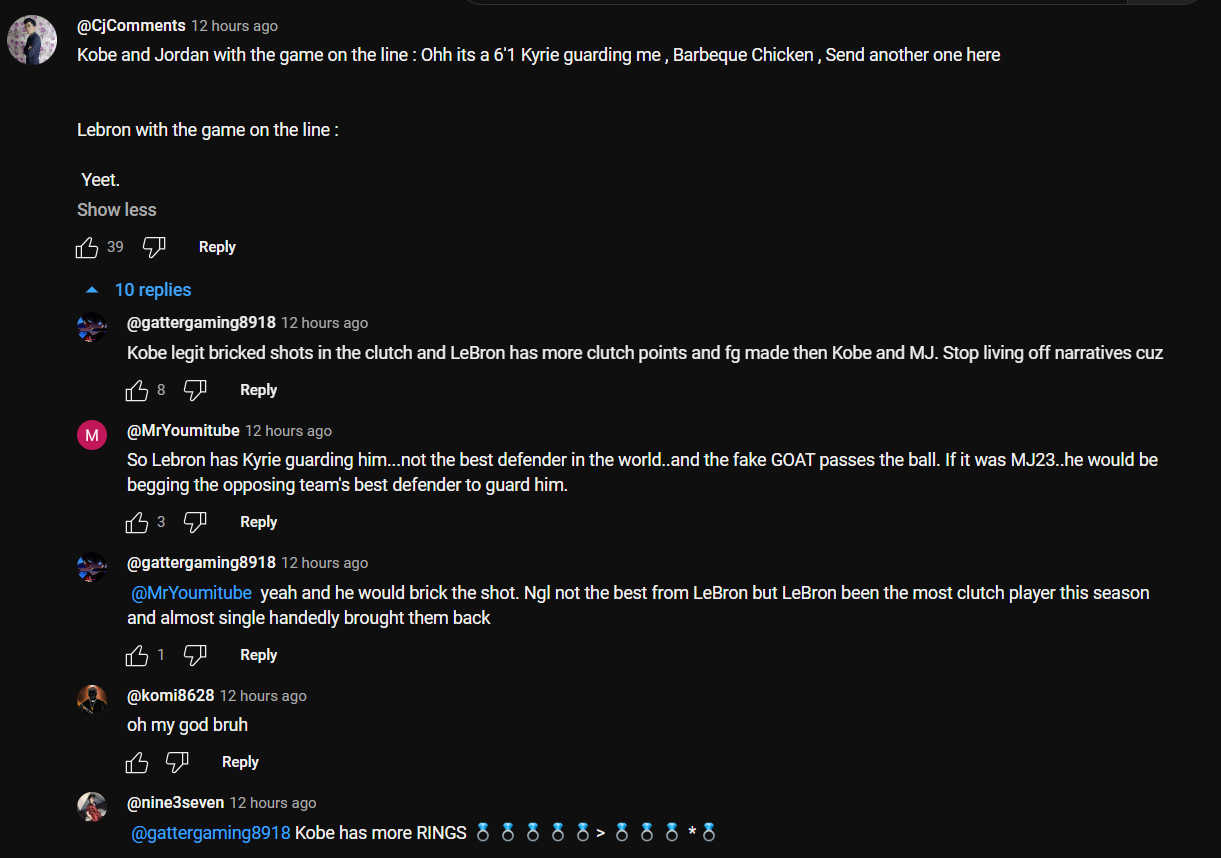 @CjComments 12 hours ago
Kobe and Jordan with the game on the line : Ohh its a 6'1 Kyrie guarding me , Barbeque Chicken , Send another one here
Lebron with the game on the line :
Yeet.
Show less
39 Reply
10 replies
@gattergaming8918 12 hours ago
Kobe legit bricked shots in the clutch and LeBron has more clutch points and fg made then Kobe and MJ. Stop living off narratives cuz
8 Reply
M
@MrYoumitube 12 hours ago
So Lebron has Kyrie guarding him...not the best defender in the world..and the fake GOAT passes the ball. If it was MJ23..he would be
begging the opposing team's best defender to guard him.
3 Reply
@gattergaming8918 12 hours ago
@MrYoumitube yeah and he would brick the shot. Ngl not the best from LeBron but LeBron been the most clutch player this season
and almost single handedly brought them back
1 Reply
@komi8628 12 hours ago
oh my god bruh
Reply
@nine3seven 12 hours ago
@gattergaming8918 Kobe has more RINGS 💍 💍 💍 💍 💍 > 💍 💍 💍 * 💍